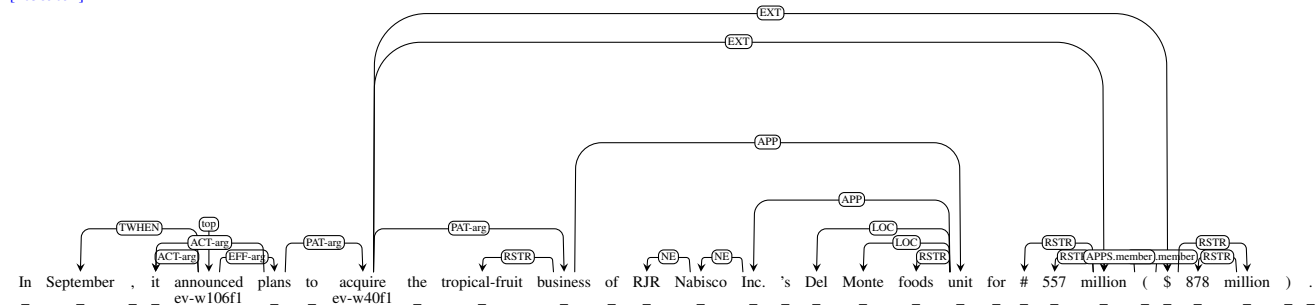 EXT
EXT
APP
APP
TWHEN top ACT-arg PAT-arg PAT-arg LOC LOC RSTR RSTR
ACT-arg EFF-arg RSTR NE NE RSTR APPS.member .member RSTR
In September , it announced plans to acquire the tropical-fruit business of RJR Nabisco Inc. 's Del Monte foods unit for # 557 million ( $ 878 million ) .
ev-w106f1 ev-w40f1
_ _ _ _ _ _ _ _ _ _ _ _ _ _ _ _ _ _ _ _ _ _ _ _ _ _ _ _ _ _